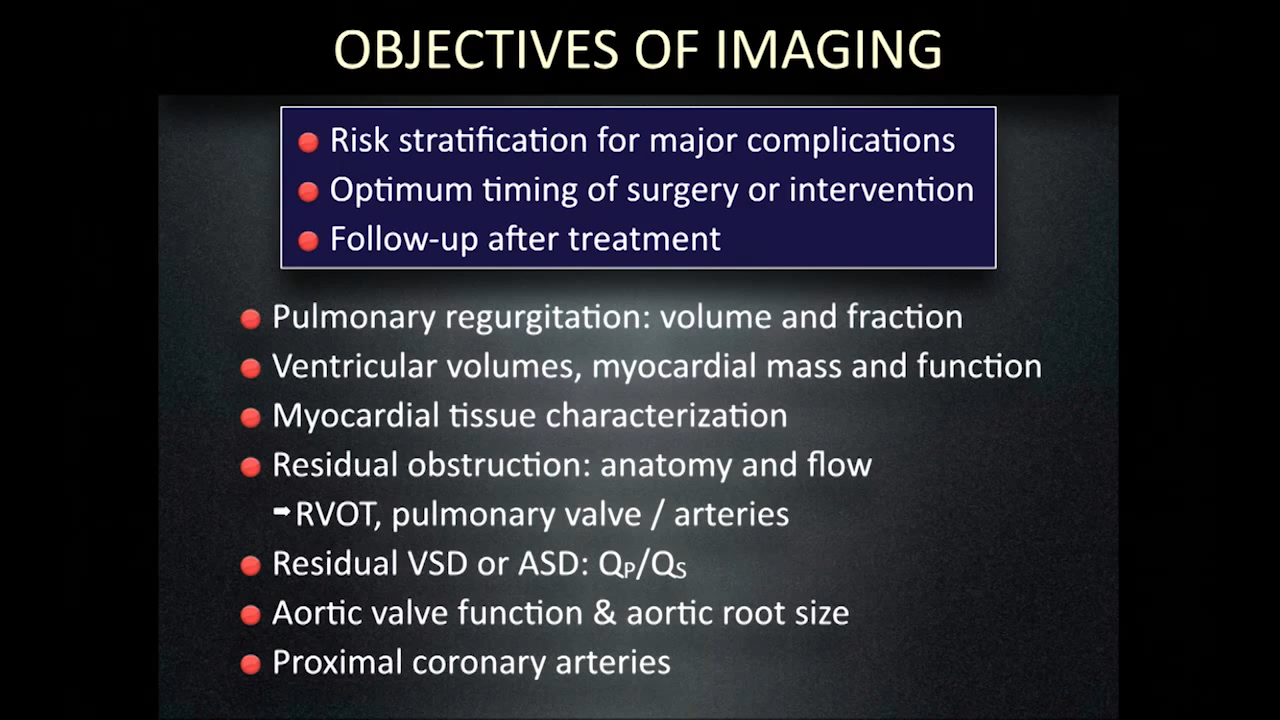 OBJECTIVES OF IMAGING
Risk stratification for major complications
Optimum timing of surgery or intervention
Follow-up after treatment
Pulmonary regurgitation: volume and fraction
Ventricular volumes, myocardial mass and function
Myocardial tissue characterization
Residual obstruction: anatomy and flow
➡RVOT, pulmonary valve / arteries
Residual VSD or ASD: QP/QS
Aortic valve function & aortic root size
Proximal coronary arteries